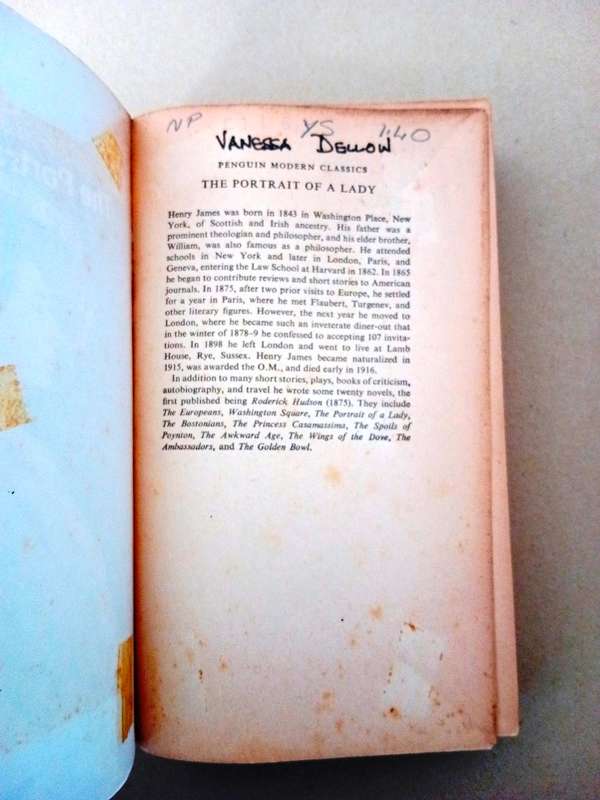 NP YS 1.40
VANESSA DELLOW
PENGUIN MODERN CLASSICS
THE PORTRAIT OF A LADY
Henry James was born in 1843 in Washington Place, New
York, of Scottish and Irish ancestry. His father was a
prominent theologian and philosopher, and his elder brother,
William, was also famous as a philosopher. He attended
schools in New York and later in London, Paris, and
Geneva, entering the Law School at Harvard in 1862. In 1865
he began to contribute reviews and short stories to American
journals. In 1875, after two prior visits to Europe, he settled
for a year in Paris, where he met Flaubert, Turgenev, and
other literary figures. However, the next year he moved to
London, where he became such an inveterate diner-out that
in the winter of 1878-9 he confessed to accepting 107 invita-
tions. In 1898 he left London and went to live at Lamb
House, Rye, Sussex. Henry James became naturalized in
1915, was awarded the O.M., and died early in 1916.
In addition to many short stories, plays, books of criticism,
autobiography, and travel he wrote some twenty novels, the
first published being Roderick Hudson (1875). They include
The Europeans, Washington Square, The Portrait of a Lady,
The Bostonians, The Princess Casamassima, The Spoils of
Poynton, The Awkward Age, The Wings of the Dove, The
Ambassadors, and The Golden Bowl.